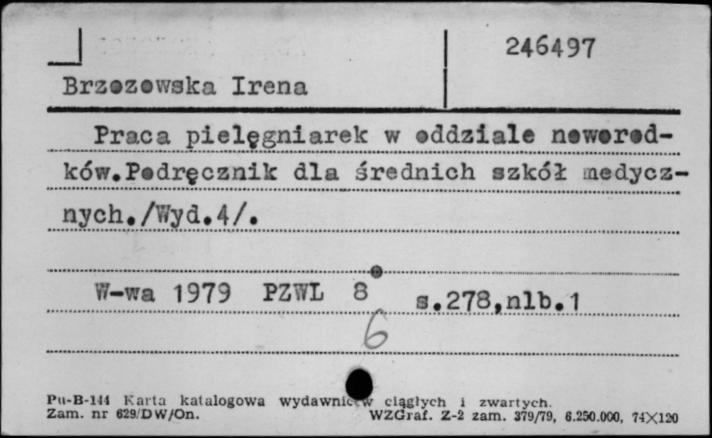 246497
Brzozowska Irena
Praca pielęgniarek w oddziale noworod-
ków.Podręcznik dla średnich szkół medycz-
nych./Wyd.4/.
W-wa 1979 PZWL 8° s.278,nlb.1
6
Pu-B-144 Karta katalogowa wydawnictw ciągłych i zwartych.
Zam. nr 629/DW/On. WZGraf. Z-2 zam. 379/79, 6.250.000, 74×120